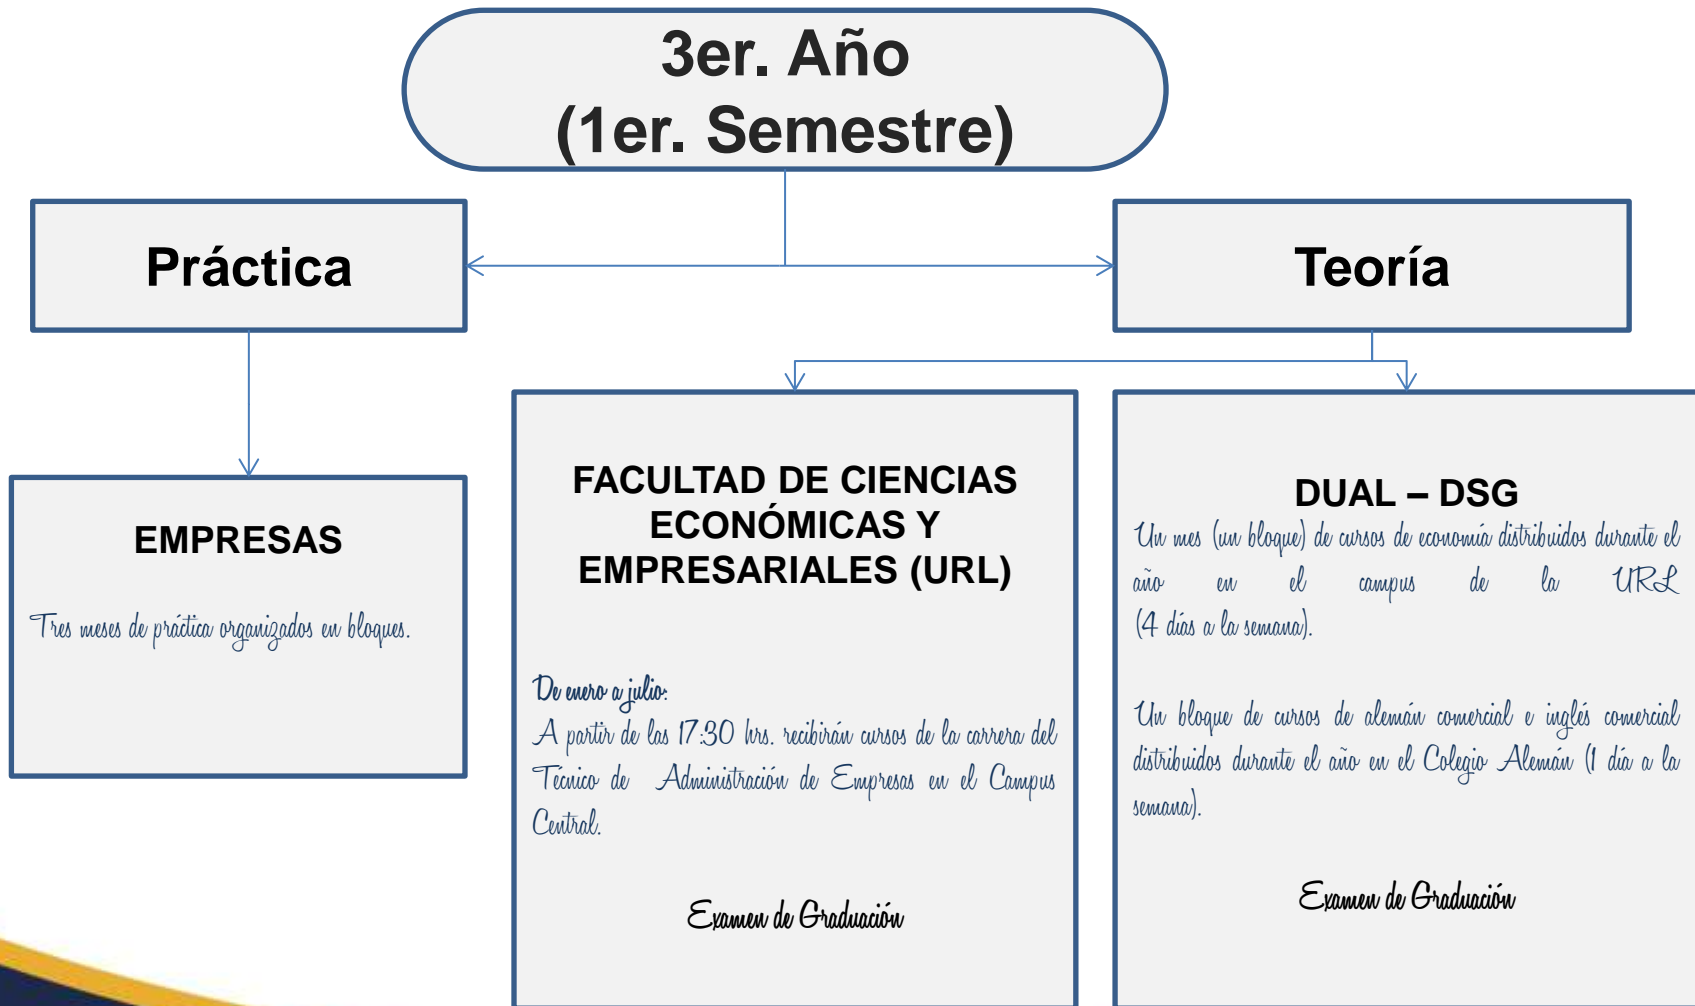 3er. Año
(1er. Semestre)
Práctica
Teoría
EMPRESAS
Tres meses de práctica organizados en bloques.
FACULTAD DE CIENCIAS
ECONÓMICAS Y
EMPRESARIALES (URL)
De enero a julio:
A partir de las 17:30 hrs. recibirán cursos de la carrera del
Técnico de Administración de Empresas en el Campus
Central.
Examen de Graduación
DUAL – DSG
Un mes (un bloque) de cursos de economía distribuidos durante el
año en el campus de la URL
(4 días a la semana).
Un bloque de cursos de alemán comercial e inglés comercial
distribuidos durante el año en el Colegio Alemán (1 día a la
semana).
Examen de Graduación